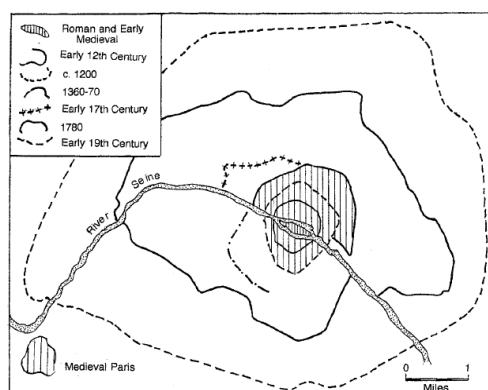 Roman and Early
Medieval
Early 12th Century
c. 1200
1360-70
Early 17th Century
1780
Early 19th Century
River Seine
Medieval Paris
0 1
Miles